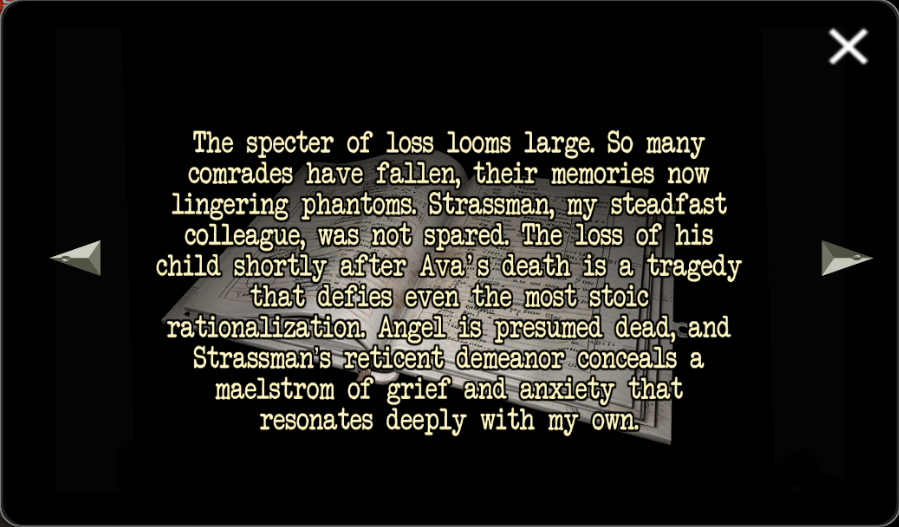 The specter of loss looms large. So many
comrades have fallen, their memories now
lingering phantoms. Strassman, my steadfast
colleague, was not spared. The loss of his
child shortly after Ava's death is a tragedy
that defies even the most stoic
rationalization. Angel is presumed dead, and
Strassman's reticent demeanor conceals a
maelstrom of grief and anxiety that
resonates deeply with my own.